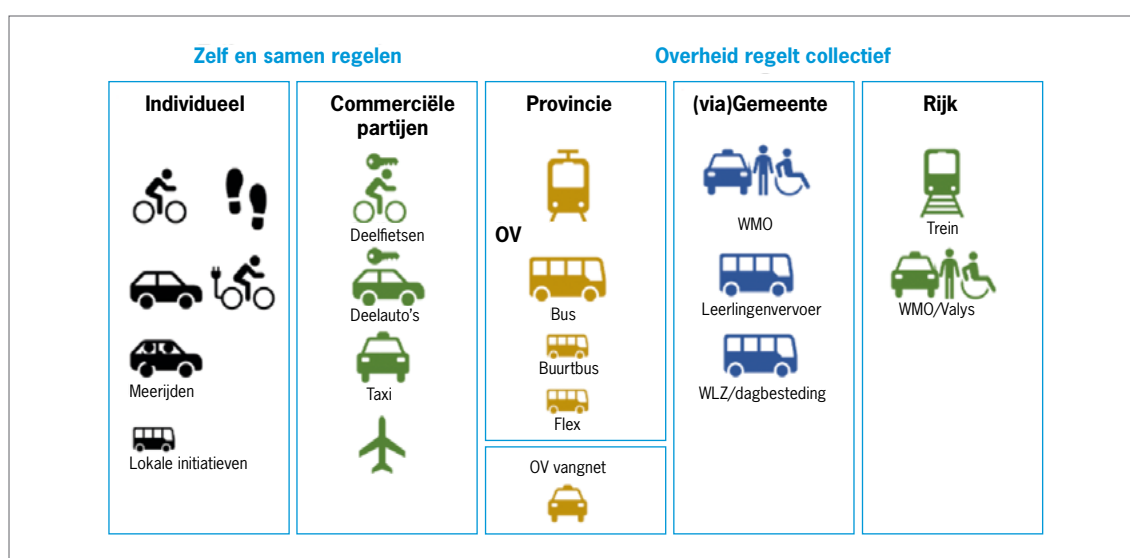 Zelf en samen regelen
Overheid regelt collectief
Individueel
Meerijden
Lokale initiatieven
Commerciële
partijen
Deelfietsen
Deelauto's
Taxi
Provincie
OV
Bus
Buurtbus
Flex
OV vangnet
(via)Gemeente
WMO
Leerlingenvervoer
WLZ/dagbesteding
Rijk
Trein
WMO/Valys